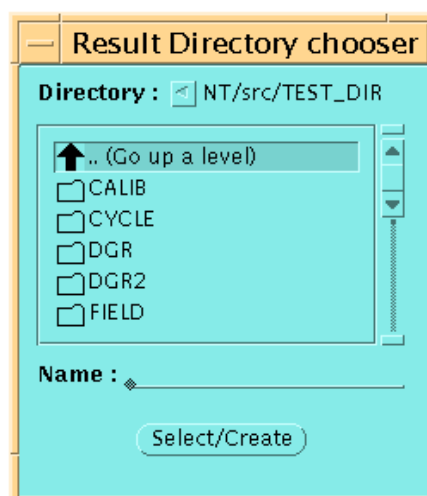 Result Directory chooser
Directory : NT/src/TEST_DIR
.. (Go up a level)
CALIB
CYCLE
DGR
DGR2
FIELD
Name :
Select/Create